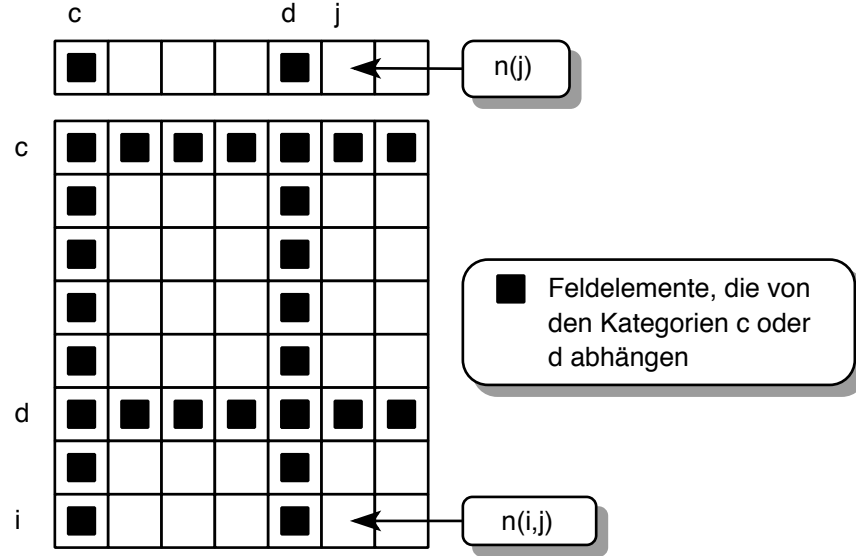 c d j
n(j)
c
Feldelemente, die von
den Kategorien c oder
d abhängen
d
i
n(i,j)